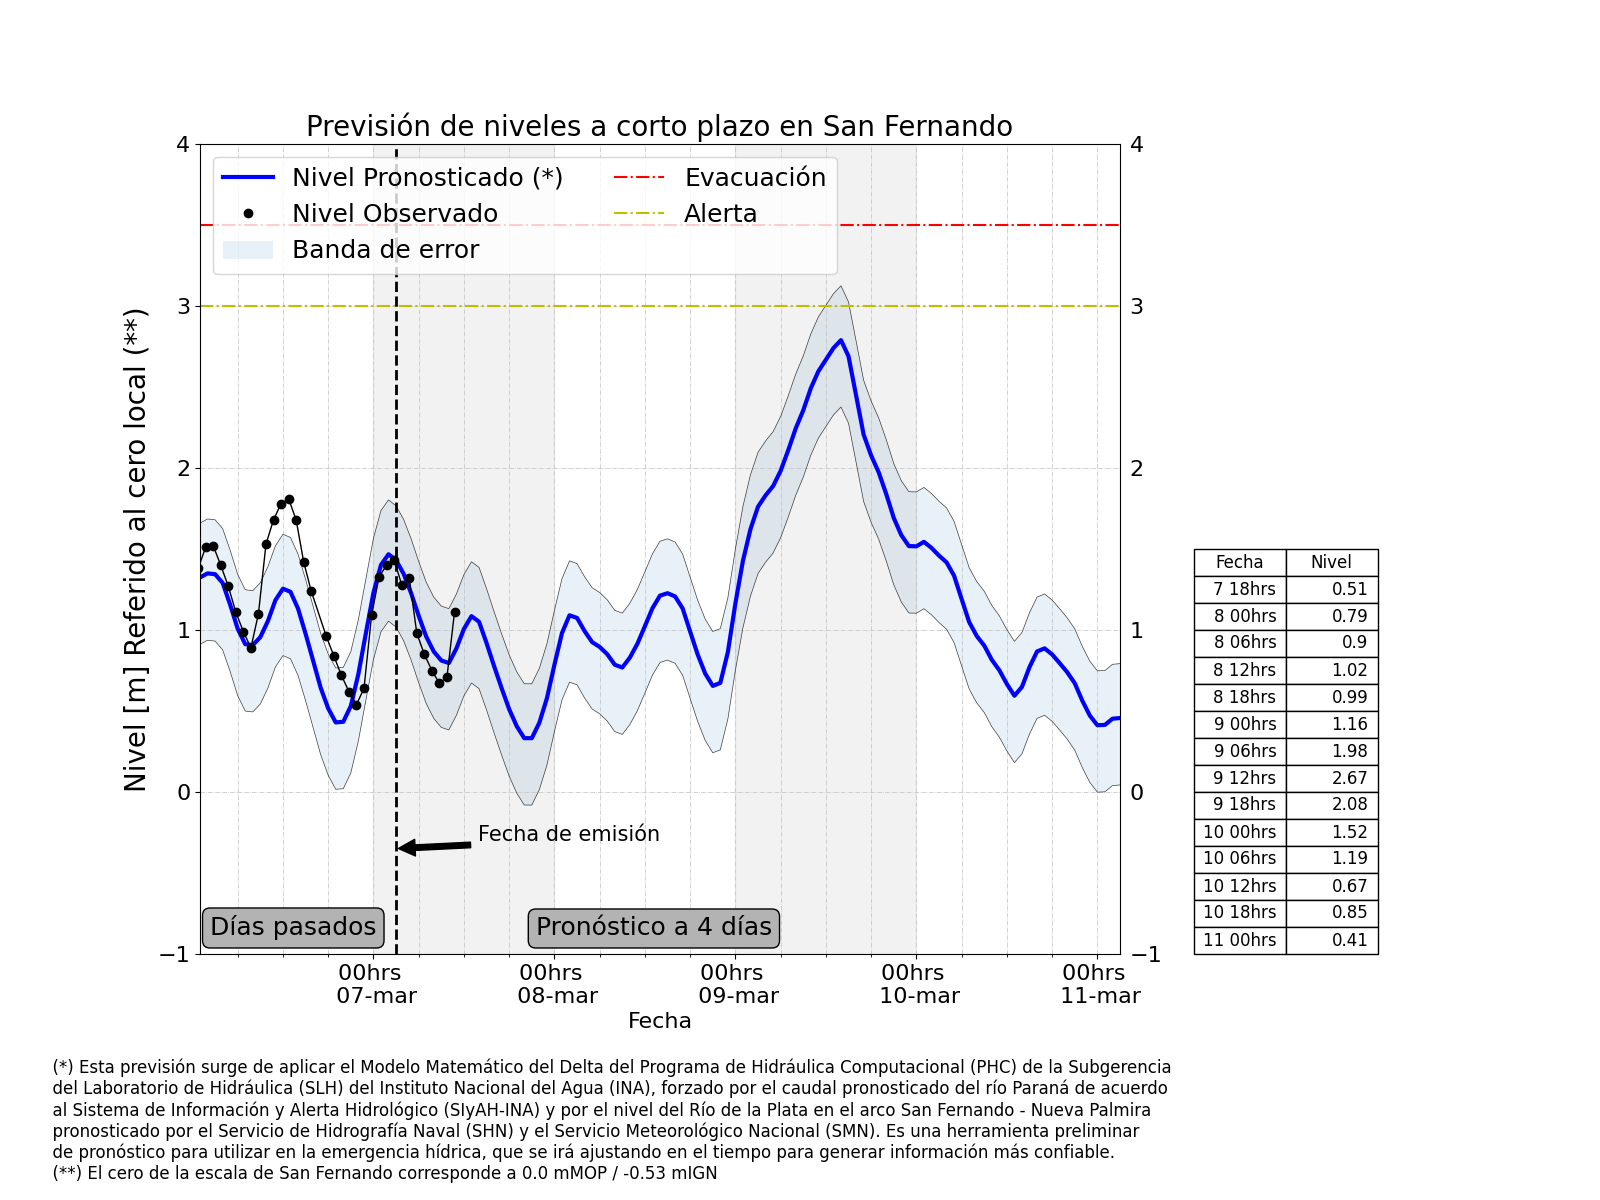 Previsión de niveles a corto plazo en San Fernando
Nivel Pronosticado (*)
Nivel Observado
Banda de error
Evacuación
Alerta
Nivel [m] Referido al cero local (**)
4
3
2
1
0
−1
4
3
2
1
0
−1
Fecha de emisión
Días pasados
Pronóstico a 4 días
00hrs
07-mar
00hrs
08-mar
00hrs
09-mar
00hrs
10-mar
00hrs
11-mar
Fecha
Fecha Nivel
7 18hrs 0.51
8 00hrs 0.79
8 06hrs 0.9
8 12hrs 1.02
8 18hrs 0.99
9 00hrs 1.16
9 06hrs 1.98
9 12hrs 2.67
9 18hrs 2.08
10 00hrs 1.52
10 06hrs 1.19
10 12hrs 0.67
10 18hrs 0.85
11 00hrs 0.41
(*) Esta previsión surge de aplicar el Modelo Matemático del Delta del Programa de Hidráulica Computacional (PHC) de la Subgerencia
del Laboratorio de Hidráulica (SLH) del Instituto Nacional del Agua (INA), forzado por el caudal pronosticado del río Paraná de acuerdo
al Sistema de Información y Alerta Hidrológico (SIyAH-INA) y por el nivel del Río de la Plata en el arco San Fernando - Nueva Palmira
pronosticado por el Servicio de Hidrografía Naval (SHN) y el Servicio Meteorológico Nacional (SMN). Es una herramienta preliminar
de pronóstico para utilizar en la emergencia hídrica, que se irá ajustando en el tiempo para generar información más confiable.
(**) El cero de la escala de San Fernando corresponde a 0.0 mMOP / -0.53 mIGN